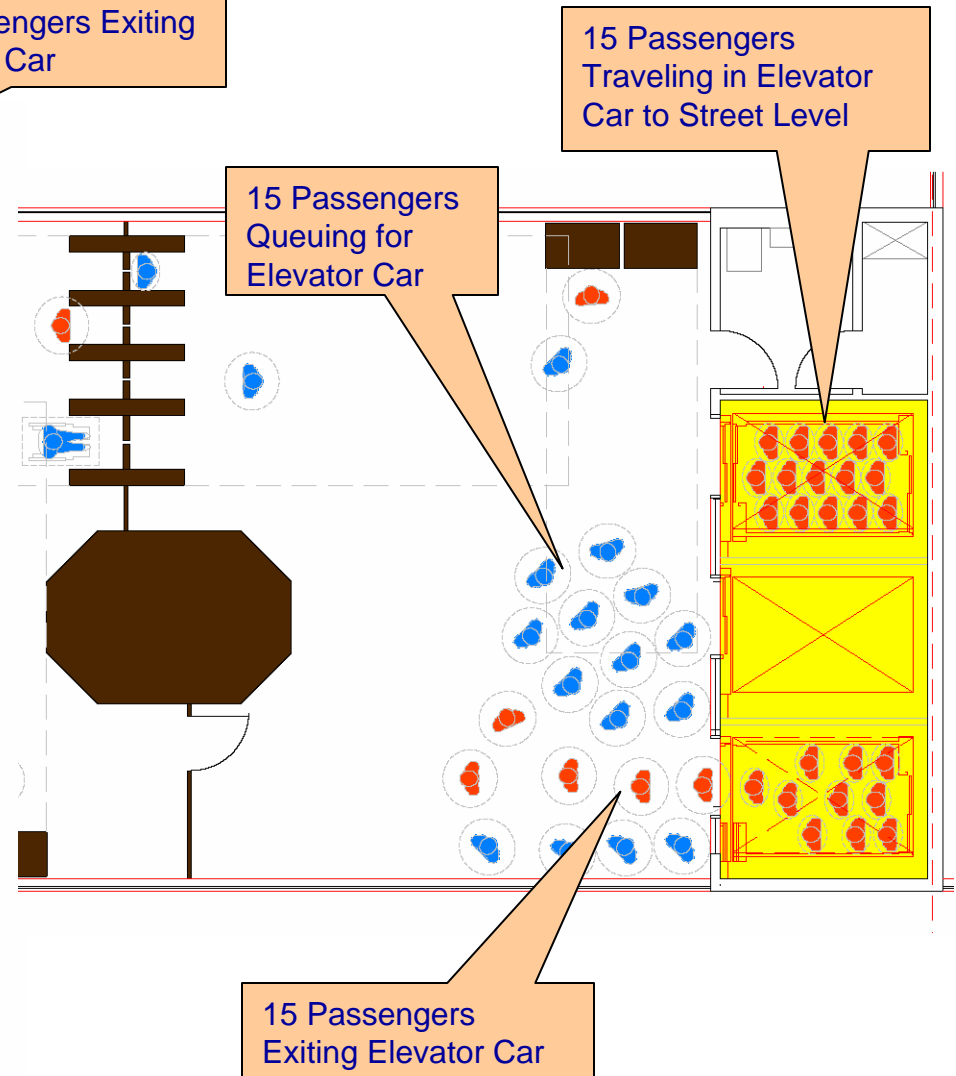 engers Exiting
Car
15 Passengers
Traveling in Elevator
Car to Street Level
15 Passengers
Queuing for
Elevator Car
15 Passengers
Exiting Elevator Car